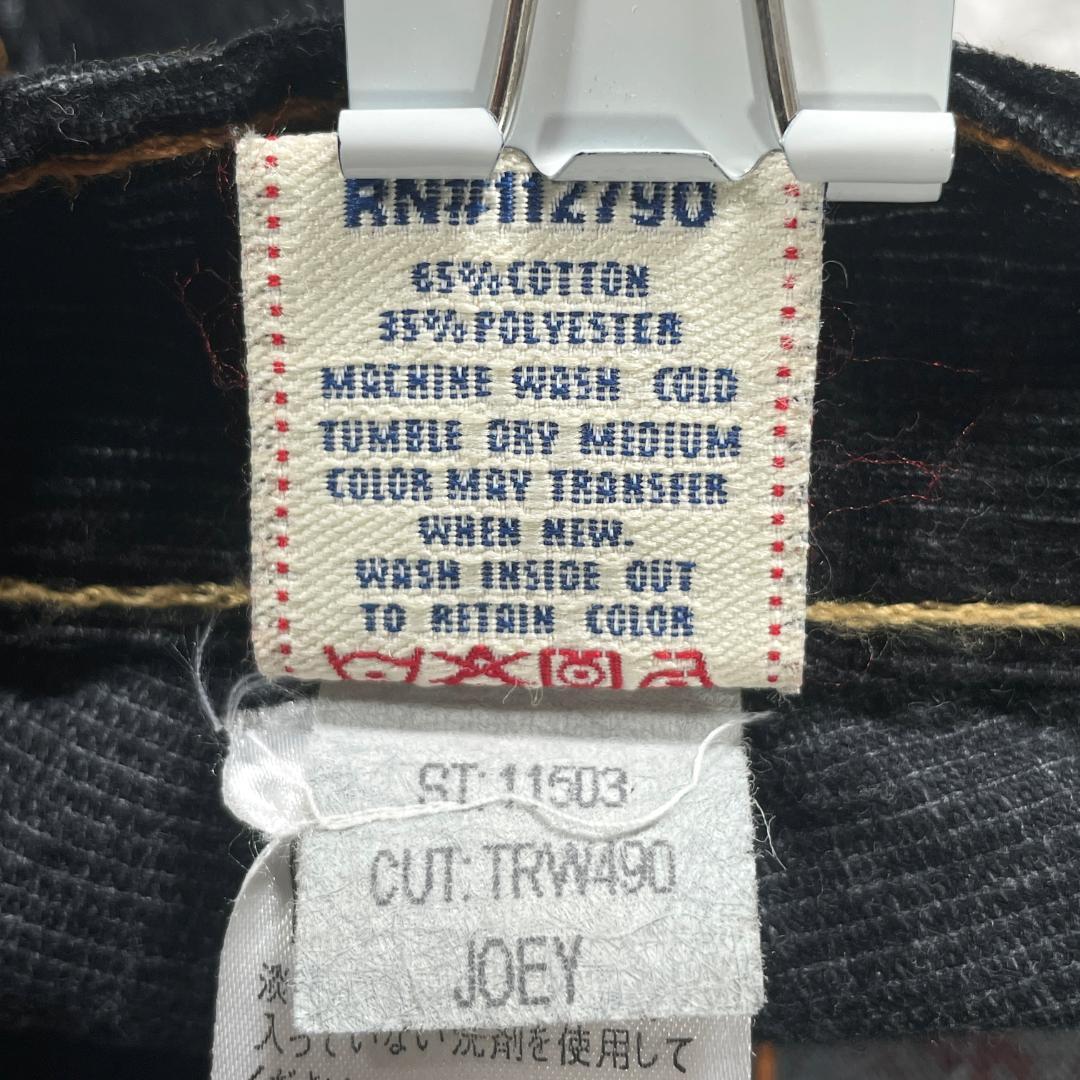 RN#112790
65%COTTON
35%POLYESTER
MACHINE WASH COLD
TUMBLE DRY MEDIUM
COLOR MAY TRANSFER
WHEN NEW.
WASH INSIDE OUT
TO RETAIN COLOR
ST: 11503
CUT: TRW490
JOEY
淡
入っていない洗剤を使用して